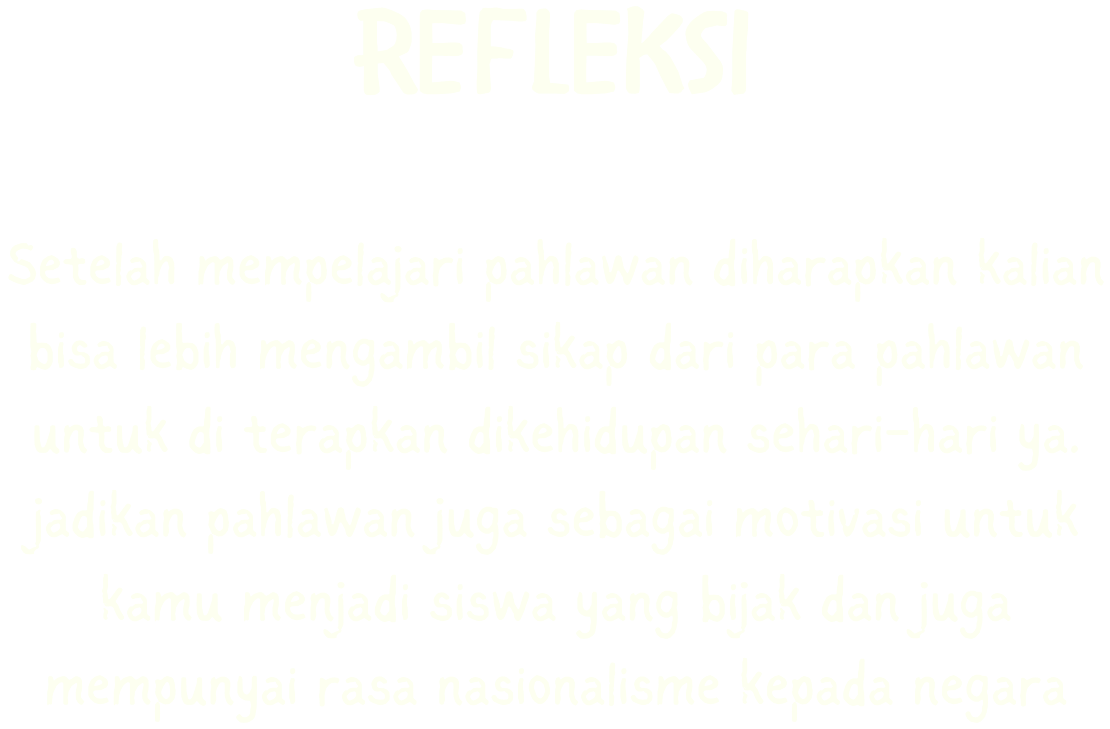 REFLEKSI
Setelah mempelajari pahlawan diharapkan kalian
bisa lebih mengambil sikap dari para pahlawan
untuk di terapkan dikehidupan sehari-hari ya.
jadikan pahlawan juga sebagai motivasi untuk
kamu menjadi siswa yang bijak dan juga
mempunyai rasa nasionalisme kepada negara